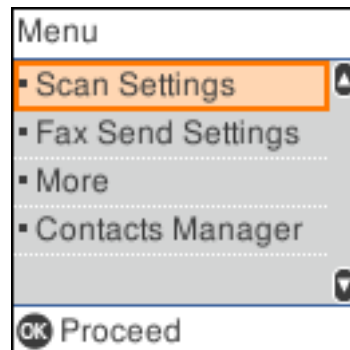 Menu
▪ Scan Settings
▪ Fax Send Settings
▪ More
▪ Contacts Manager
OK Proceed